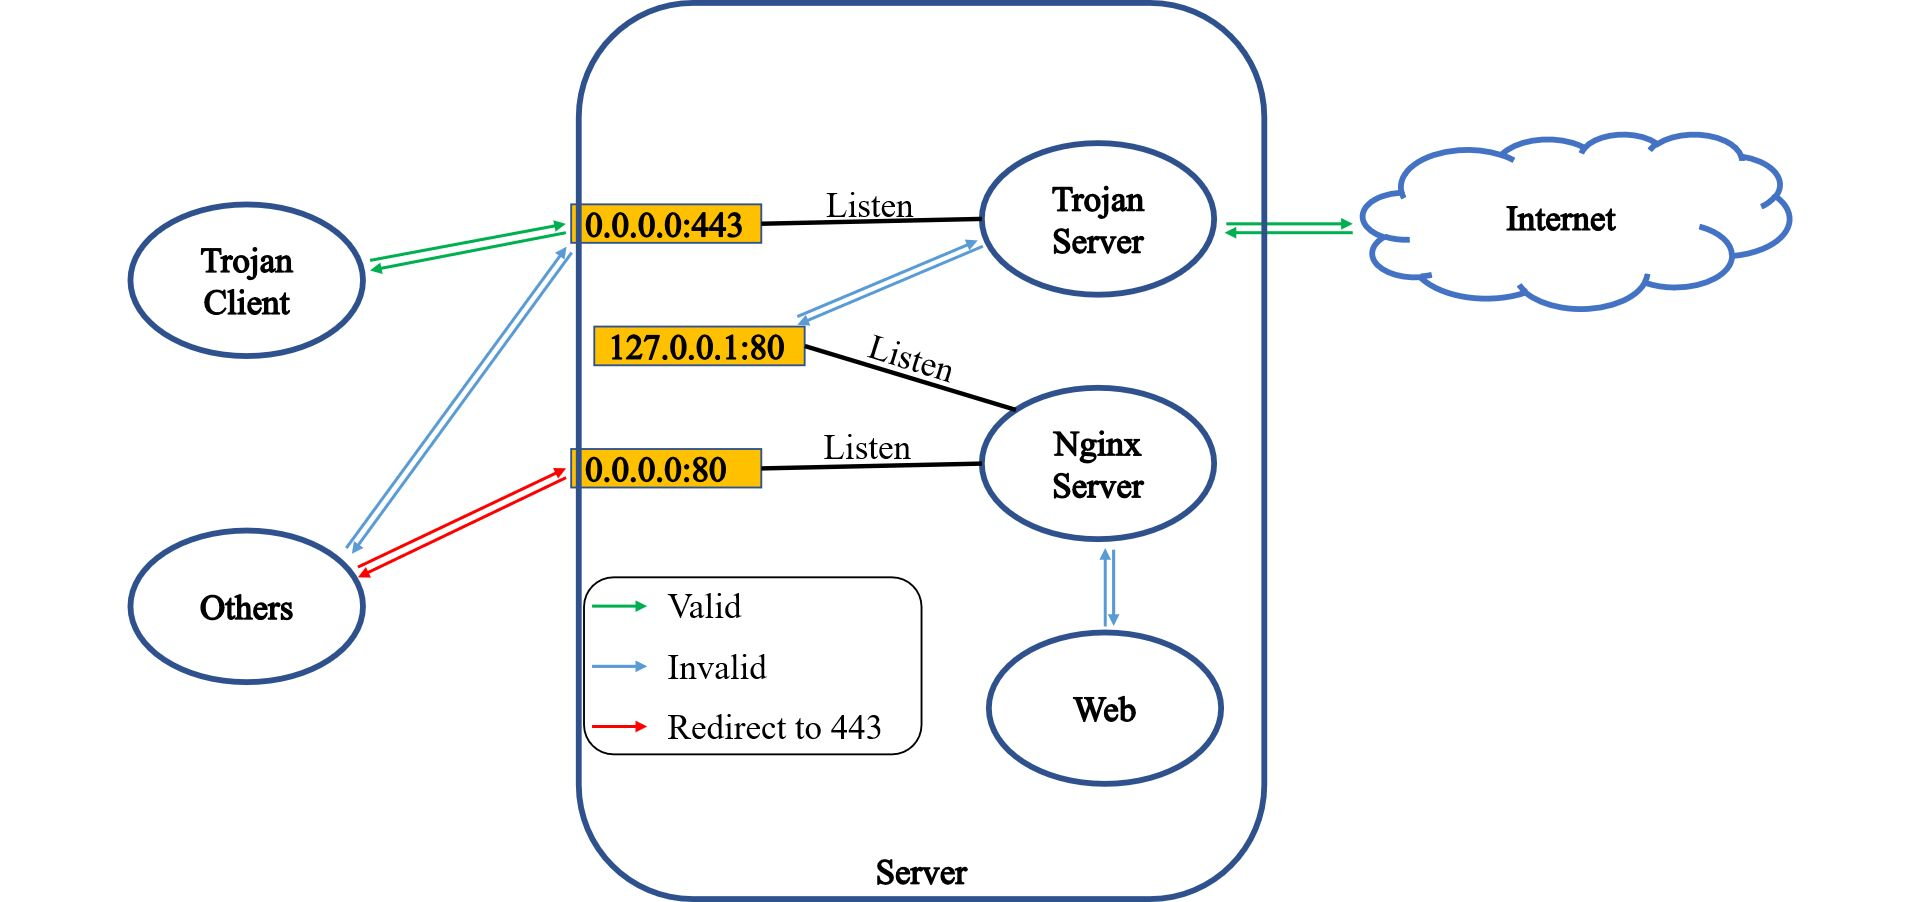 Trojan
Client
Others
0.0.0.0:443
Listen
Trojan
Server
127.0.0.1:80
Listen
0.0.0.0:80
Listen
Nginx
Server
Web
Internet
Valid
Invalid
Redirect to 443
Server